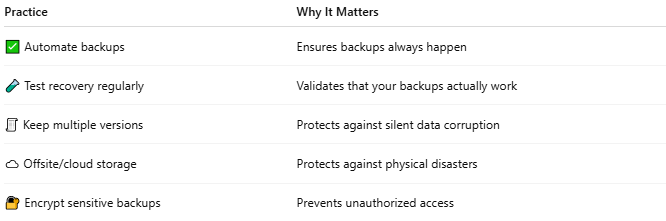 Practice Why It Matters
✅ Automate backups Ensures backups always happen
🧪 Test recovery regularly Validates that your backups actually work
🧾 Keep multiple versions Protects against silent data corruption
☁ Offsite/cloud storage Protects against physical disasters
🔐 Encrypt sensitive backups Prevents unauthorized access